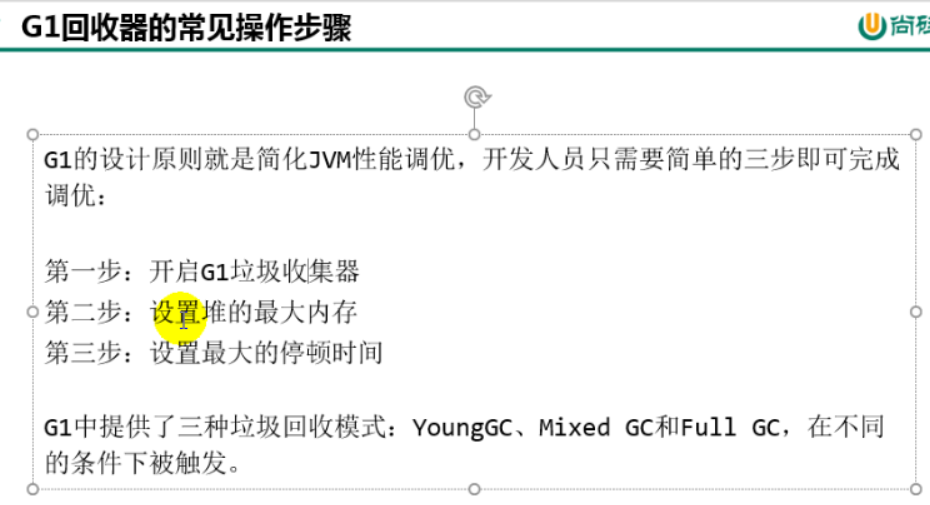 G1回收器的常见操作步骤
尚硅
G1的设计原则就是简化JVM性能调优，开发人员只需要简单的三步即可完成
调优：
第一步：开启G1垃圾收集器
第二步：设置堆的最大内存
第三步：设置最大的停顿时间
G1中提供了三种垃圾回收模式：YoungGC、Mixed GC和Full GC，在不同
的条件下被触发。